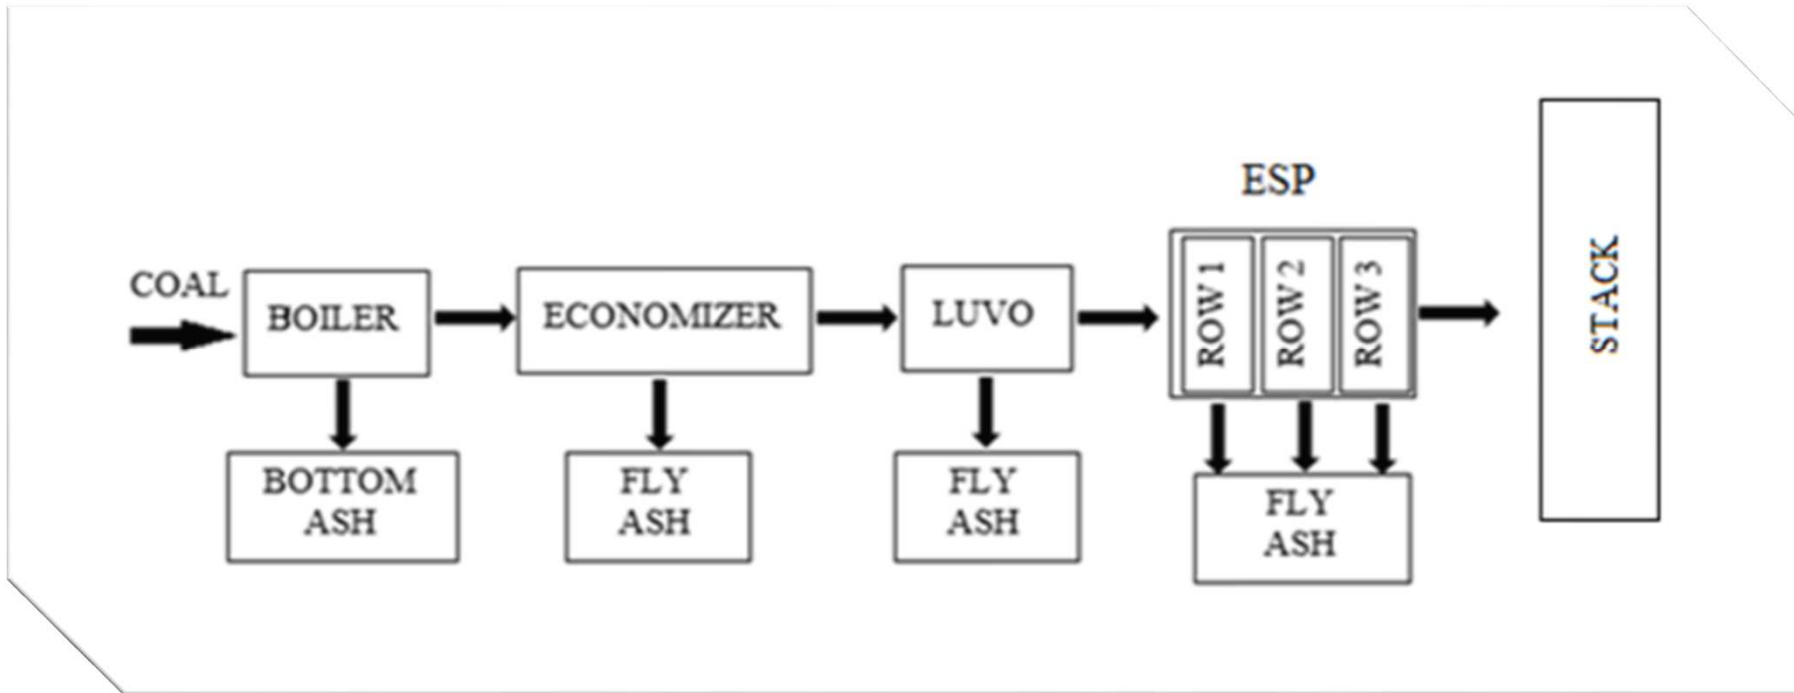 ESP
COAL
BOILER
ECONOMIZER
LUVO
ROW 1
ROW 2
ROW 3
STACK
BOTTOM
ASH
FLY
ASH
FLY
ASH
FLY
ASH